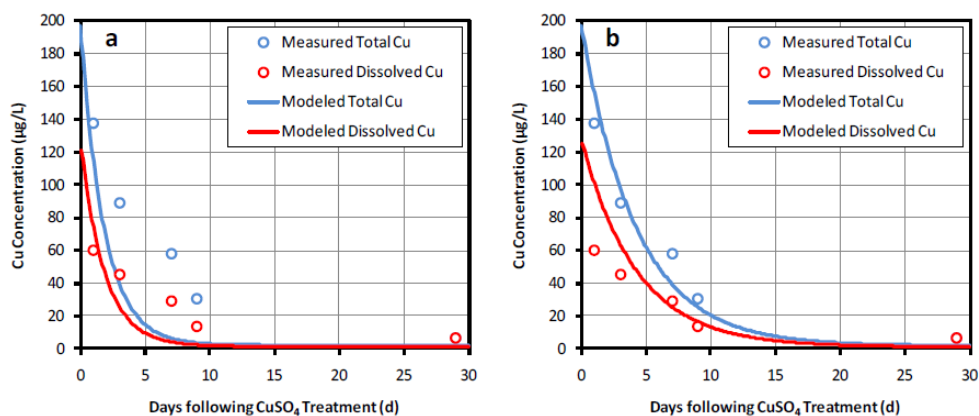 a
Measured Total Cu
Measured Dissolved Cu
Modeled Total Cu
Modeled Dissolved Cu
Cu Concentration (µg/L)
200
180
160
140
120
100
80
60
40
20
0
0 5 10 15 20 25 30
Days following CuSO₄ Treatment (d)
b
Measured Total Cu
Measured Dissolved Cu
Modeled Total Cu
Modeled Dissolved Cu
Cu Concentration (µg/L)
200
180
160
140
120
100
80
60
40
20
0
0 5 10 15 20 25 30
Days following CuSO₄ Treatment (d)